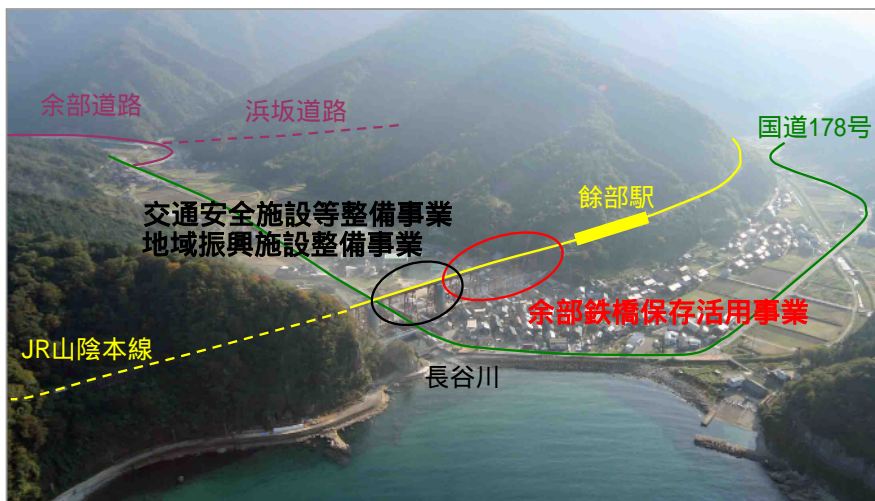 余部道路
浜坂道路
国道178号
餘部駅
交通安全施設等整備事業
地域振興施設整備事業
余部鉄橋保存活用事業
JR山陰本線
長谷川